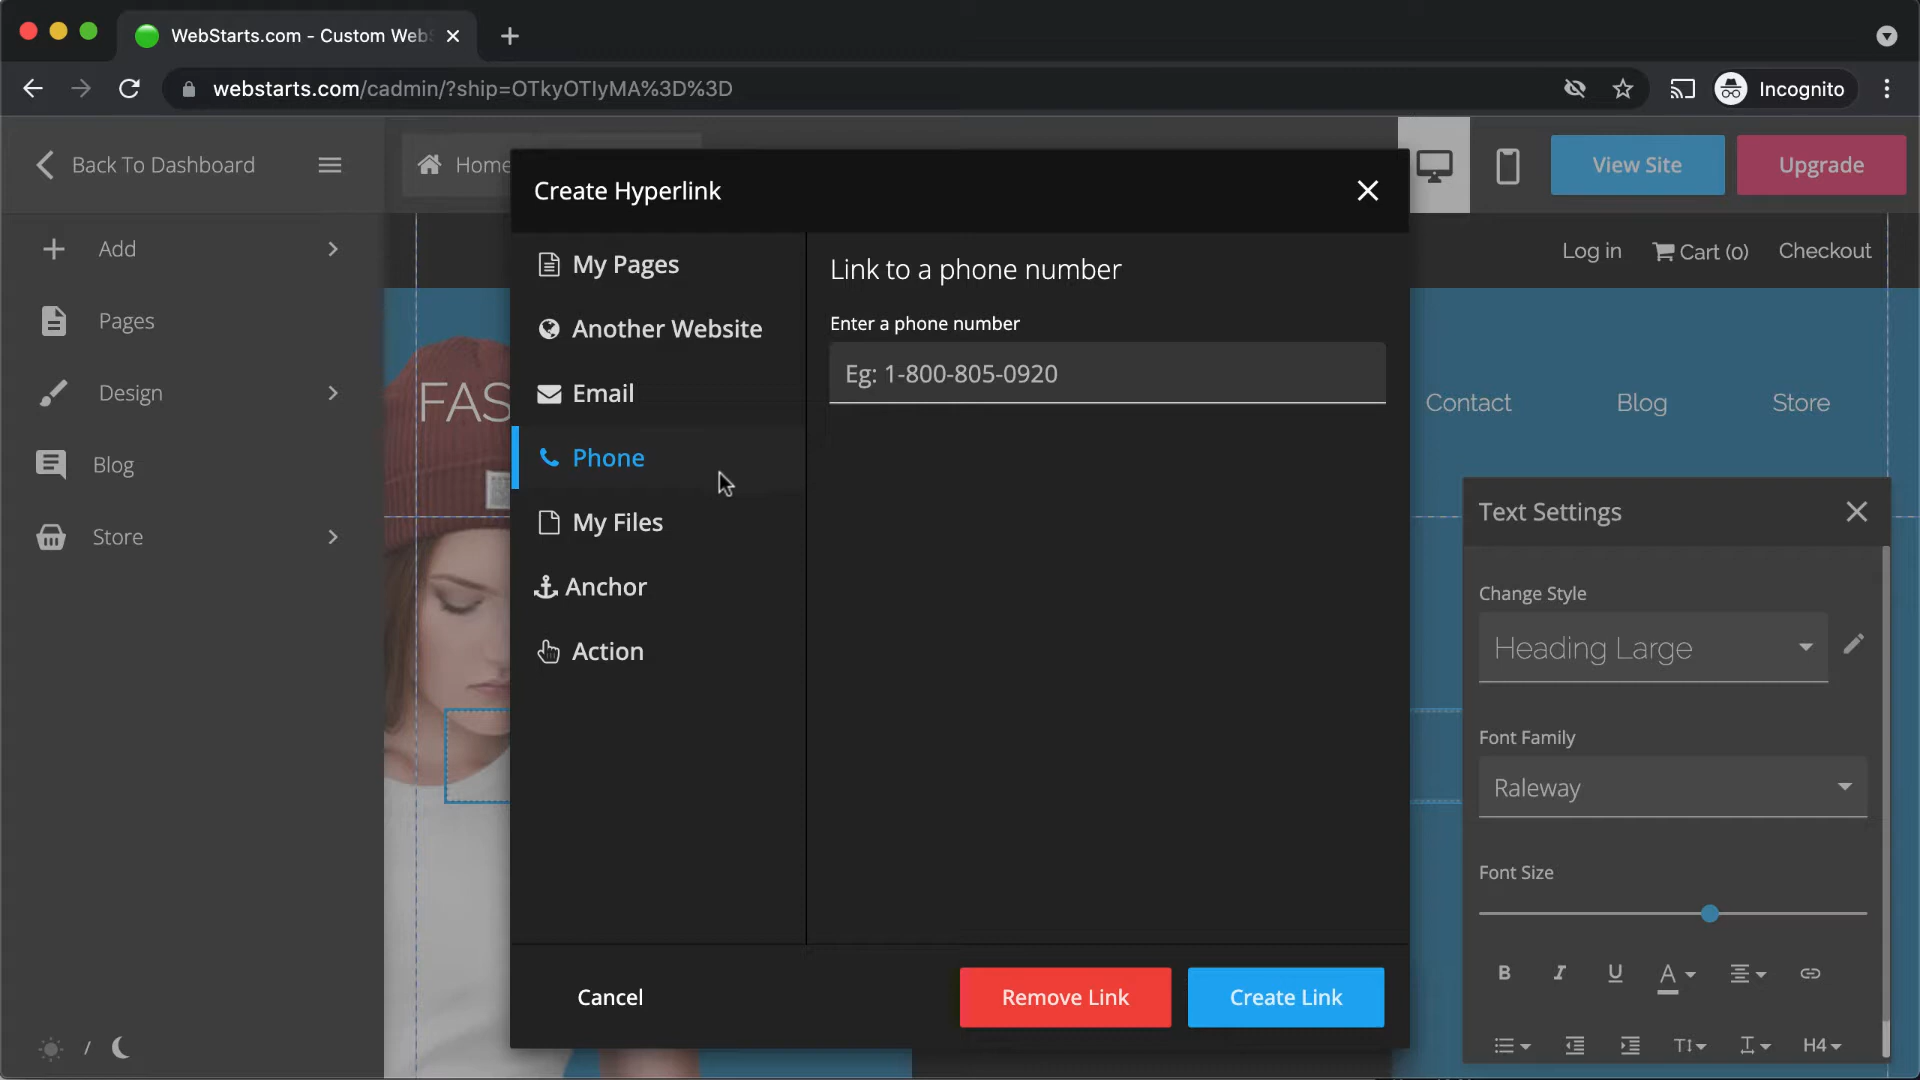 WebStarts.com - Custom Web
webstarts.com/cadmin/?ship=OTkyOTIyMA%3D%3D
Incognito
Back To Dashboard
Home
View Site
Upgrade
Add
Pages
Design
Blog
Store
/
Create Hyperlink
My Pages
Another Website
Email
Phone
My Files
Anchor
Action
Link to a phone number
Enter a phone number
Eg: 1-800-805-0920
Cancel
Remove Link
Create Link
Log in
Cart (0)
Checkout
FAS
Contact
Blog
Store
Text Settings
Change Style
Heading Large
Font Family
Raleway
Font Size
B
I
U
A
H4